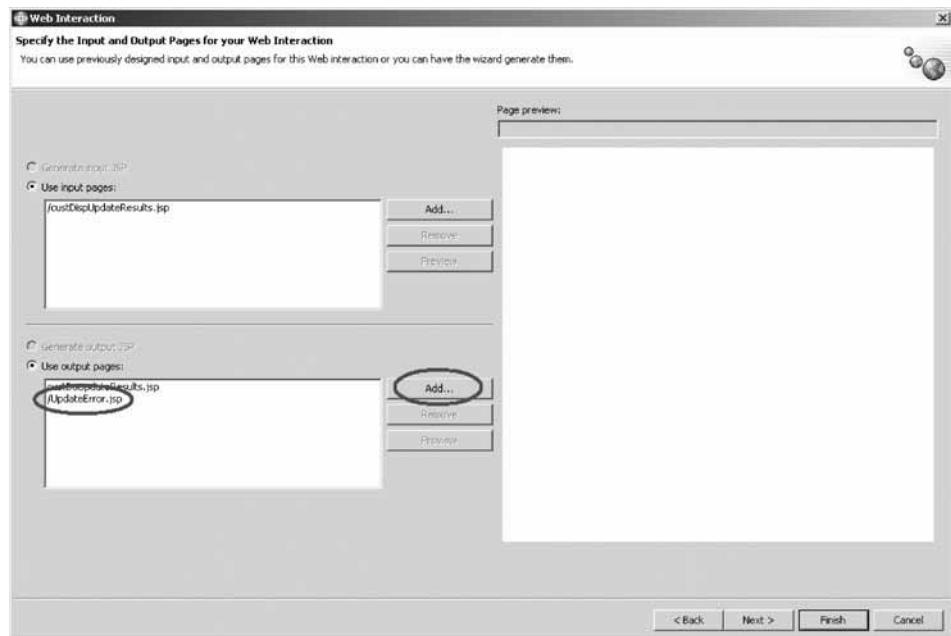 Web Interaction
Specify the Input and Output Pages for your Web Interaction
You can use previously designed input and output pages for this Web interaction or you can have the wizard generate them.
Page preview:
Generate input JSP
Use input pages:
/custDispUpdateResults.jsp
Add...
Remove
Preview
Generate output JSP
Use output pages:
Add...
/UpdateError.jsp
Remove
Preview
< Back
Next >
Finish
Cancel